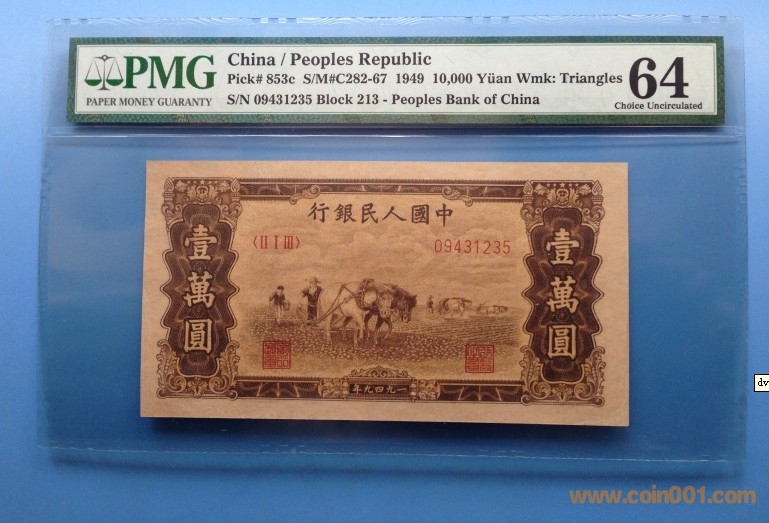 PMG
PAPER MONEY GUARANTY
China / Peoples Republic
Pick# 853c S/M#C282-67 1949 10,000 Yüan Wmk: Triangles
S/N 09431235 Block 213 - Peoples Bank of China
64
Choice Uncirculated
行銀民人國中
〈II I III〉
09431235
壹萬圓
壹萬圓
年九四九一
dv
www.coin001.com